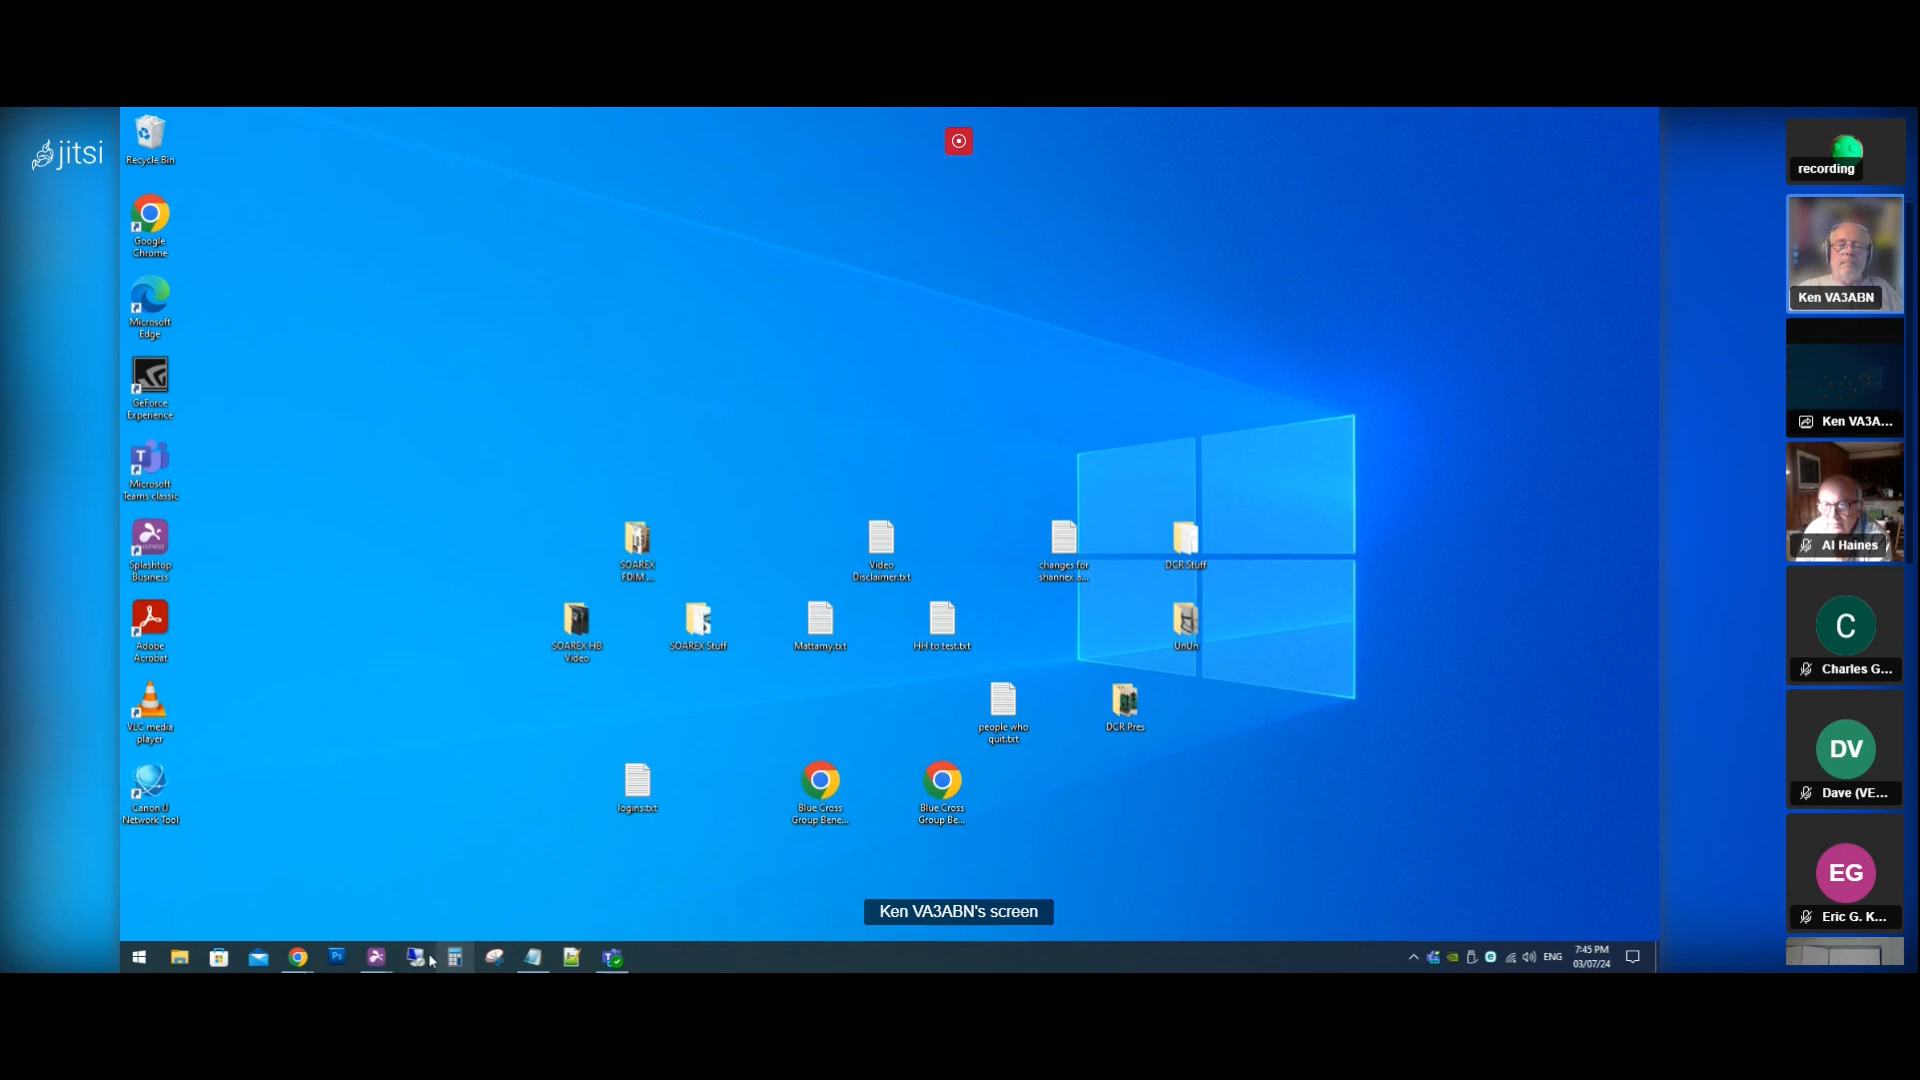 jitsi
Recycle Bin
Google
Chrome
Microsoft
Edge
GeForce
Experience
T
Microsoft
Teams classic
business
Splashtop
Business
Adobe
Acrobat
VLC media
player
Canon IJ
Network Tool
SOAREX
FDIM ...
Video
Disclaimer.txt
changes for
shannex a...
DCR Stuff
SOAREX HB
Video
SOAREX Stuff
Mattamy.txt
HH to test.txt
UnUn
people who
quit.txt
DCR Pres
logins.txt
Blue Cross
Group Bene...
Blue Cross
Group Be...
Ken VA3ABN's screen
Ps
ENG
7:45 PM
03/07/24
recording
Ken VA3ABN
Ken VA3A...
Al Haines
C
Charles G...
DV
Dave (VE...
EG
Eric G. K...